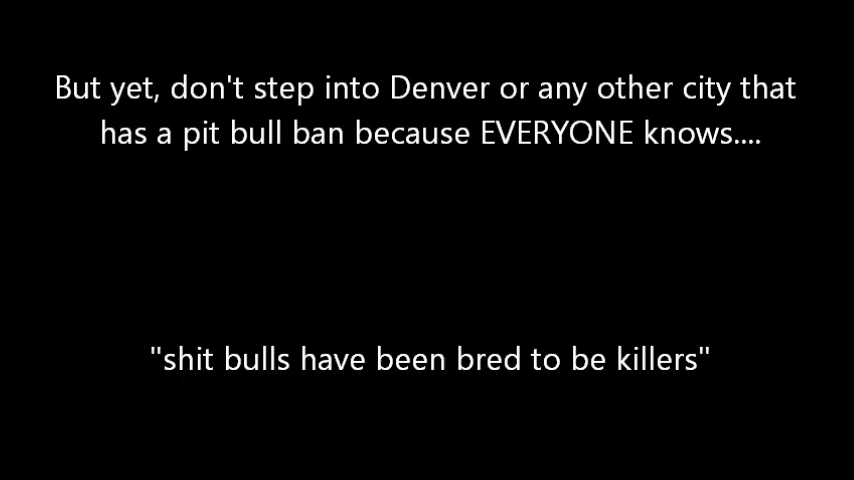 But yet, don't step into Denver or any other city that
has a pit bull ban because EVERYONE knows....
"shit bulls have been bred to be killers"